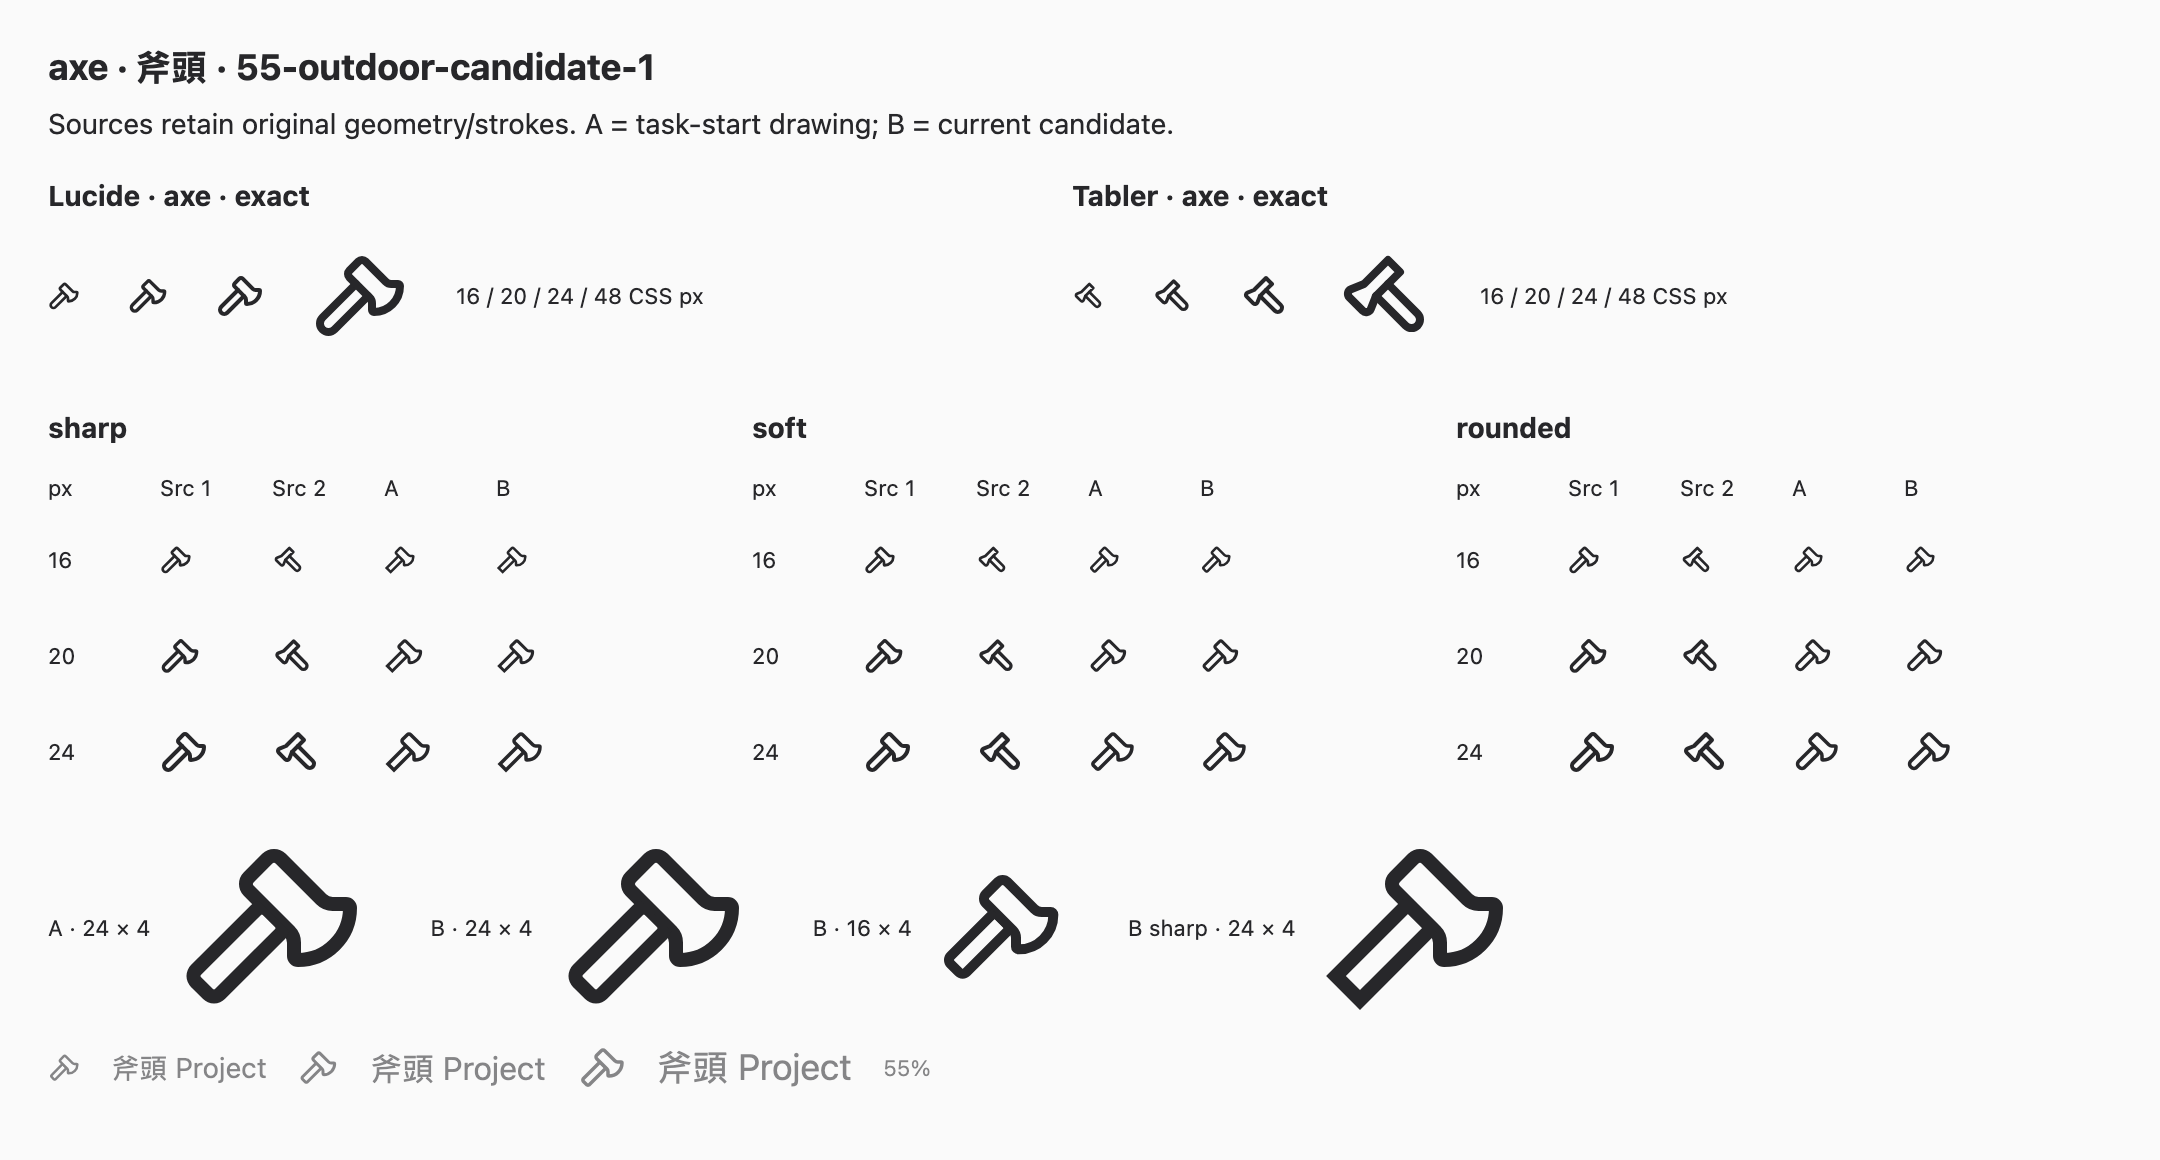 axe · 斧頭 · 55-outdoor-candidate-1
Sources retain original geometry/strokes. A = task-start drawing; B = current candidate.
Lucide · axe · exact
16 / 20 / 24 / 48 CSS px
Tabler · axe · exact
16 / 20 / 24 / 48 CSS px
sharp
px Src 1 Src 2 A B
16
20
24
soft
px Src 1 Src 2 A B
16
20
24
rounded
px Src 1 Src 2 A B
16
20
24
A · 24 × 4
B · 24 × 4
B · 16 × 4
B sharp · 24 × 4
斧頭 Project 斧頭 Project 斧頭 Project 55%